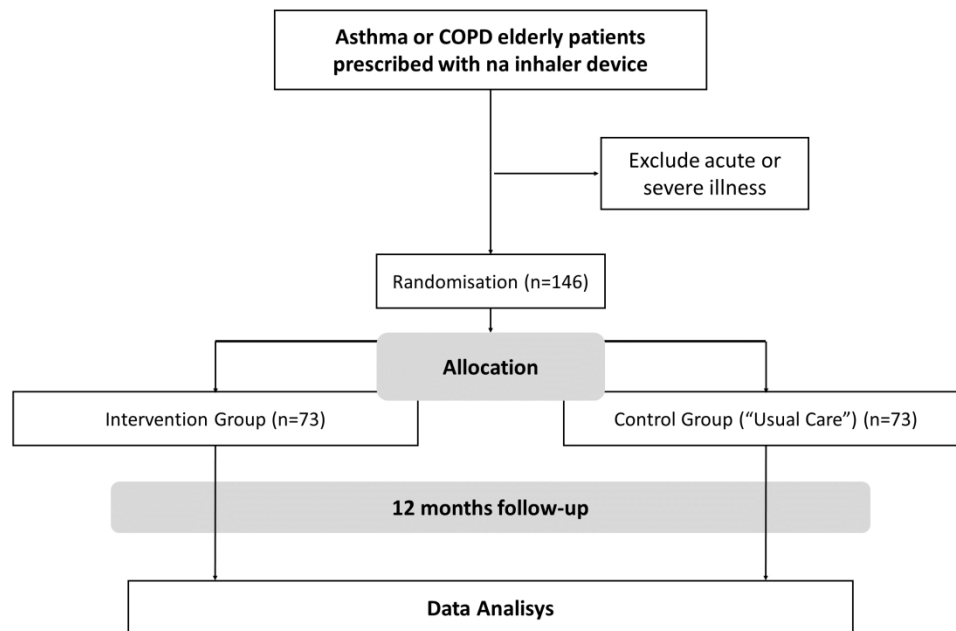 Asthma or COPD elderly patients
prescribed with na inhaler device
Exclude acute or
severe illness
Randomisation (n=146)
Allocation
Intervention Group (n=73)
Control Group (“Usual Care”) (n=73)
12 months follow-up
Data Analisys